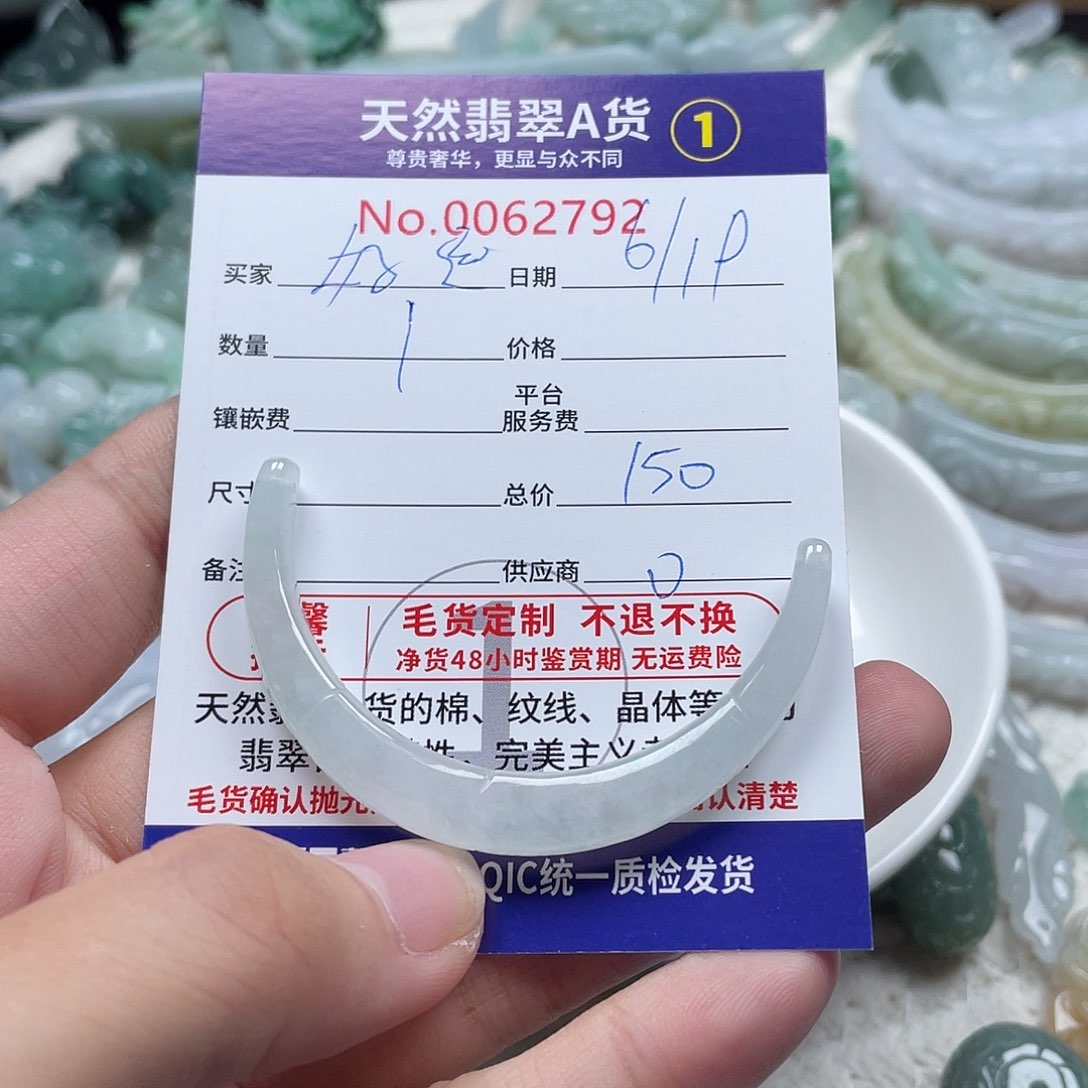 天然翡翠A货 1
尊贵奢华，更显与众不同
No.0062792
买家 日期
数量 1 价格
平台
镶嵌费 服务费
尺寸 总价 150
备注 供应商 0
馨 毛货定制 不退不换
净货48小时鉴赏期 无运费险
天然 货的棉、纹线、晶体等
翡翠 性，完美主义
毛货确认抛光 认清楚
QIC统一质检发货